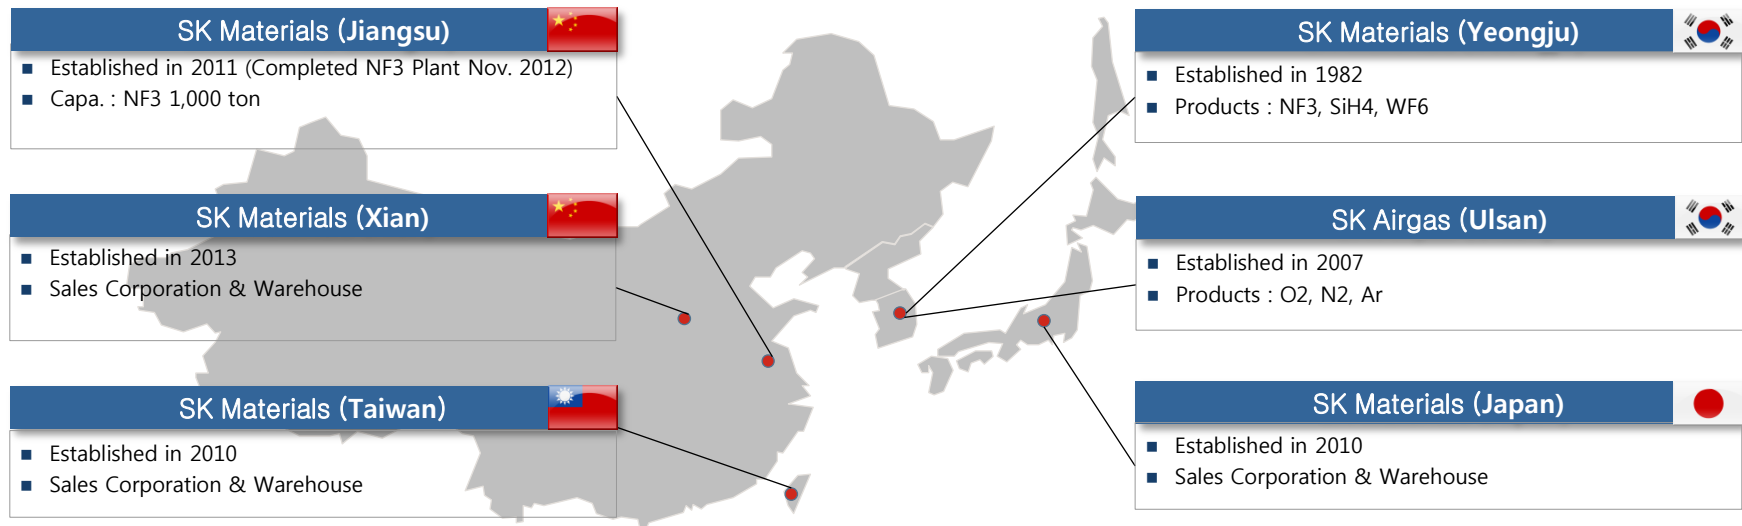 SK Materials (Jiangsu)
Established in 2011 (Completed NF3 Plant Nov. 2012)
Capa. : NF3 1,000 ton
SK Materials (Xian)
Established in 2013
Sales Corporation & Warehouse
SK Materials (Taiwan)
Established in 2010
Sales Corporation & Warehouse
SK Materials (Yeongju)
Established in 1982
Products : NF3, SiH4, WF6
SK Airgas (Ulsan)
Established in 2007
Products : O2, N2, Ar
SK Materials (Japan)
Established in 2010
Sales Corporation & Warehouse